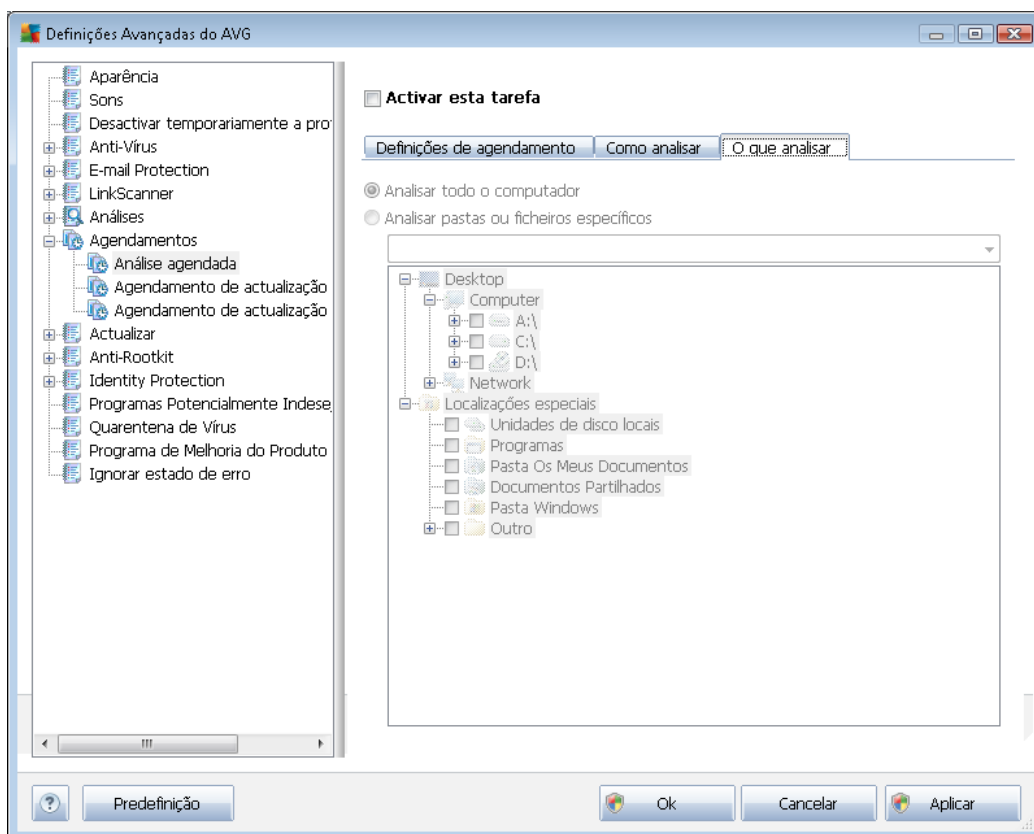 Definições Avançadas do AVG
Aparência
Sons
Desactivar temporariamente a pro
Anti-Vírus
E-mail Protection
LinkScanner
Análises
Agendamentos
Análise agendada
Agendamento de actualização
Agendamento de actualização
Actualizar
Anti-Rootkit
Identity Protection
Programas Potencialmente Indese
Quarentena de Vírus
Programa de Melhoria do Produto
Ignorar estado de erro
Activar esta tarefa
Definições de agendamento
Como analisar
O que analisar
Analisar todo o computador
Analisar pastas ou ficheiros específicos
Desktop
Computer
A:\
C:\
D:\
Network
Localizações especiais
Unidades de disco locais
Programas
Pasta Os Meus Documentos
Documentos Partilhados
Pasta Windows
Outro
?
Predefinição
Ok
Cancelar
Aplicar